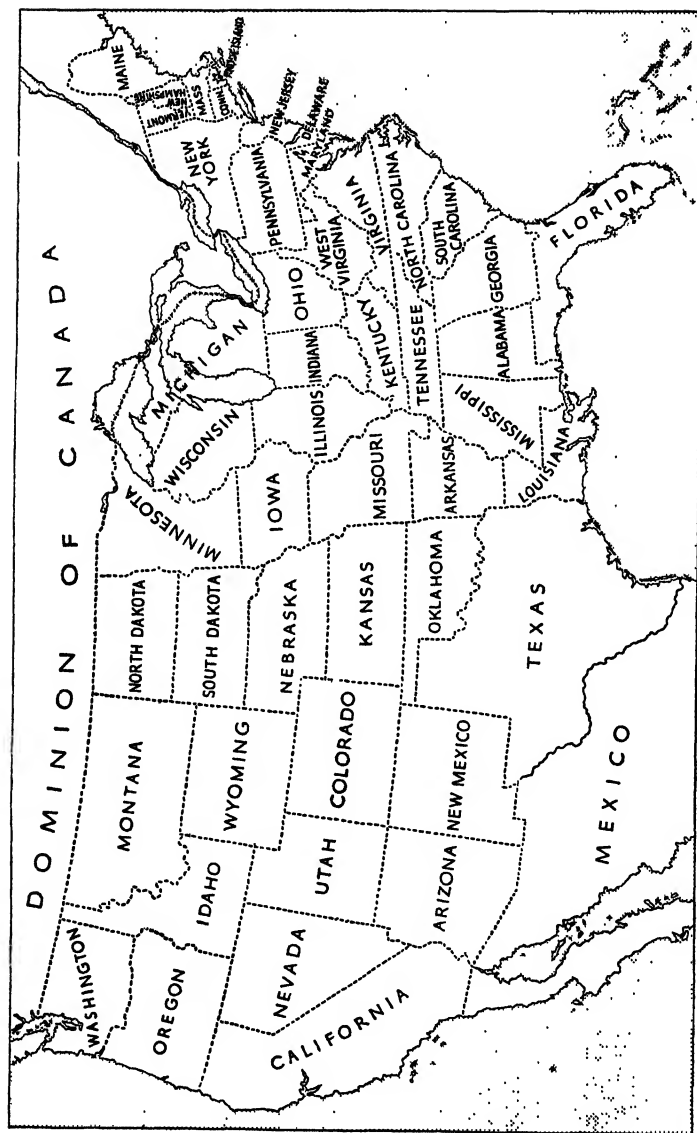 DOMINION OF CANADA
WASHINGTON
OREGON
CALIFORNIA
NEVADA
IDAHO
MONTANA
WYOMING
UTAH
ARIZONA
COLORADO
NEW MEXICO
NORTH DAKOTA
SOUTH DAKOTA
NEBRASKA
KANSAS
OKLAHOMA
TEXAS
MINNESOTA
IOWA
MISSOURI
ARKANSAS
LOUISIANA
WISCONSIN
MICHIGAN
ILLINOIS
INDIANA
OHIO
KENTUCKY
TENNESSEE
MISSISSIPPI
ALABAMA
GEORGIA
FLORIDA
SOUTH
CAROLINA
NORTH CAROLINA
VIRGINIA
WEST
VIRGINIA
PENNSYLVANIA
NEW
YORK
VERMONT
NEW
HAMPSHIRE
MAINE
MASS
CONN.
RHODE ISLAND
NEW JERSEY
DELAWARE
MARYLAND
MEXICO